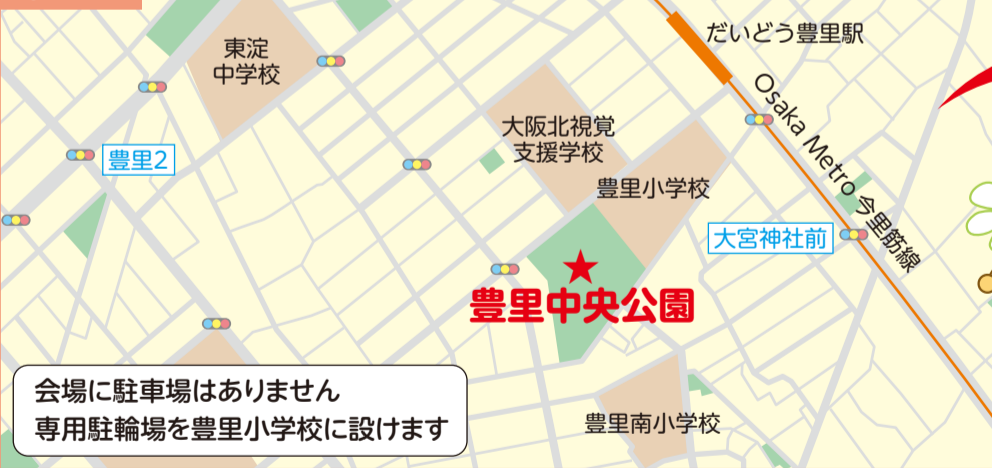 東淀
中学校
だいどう豊里駅
Osaka Metro 今里筋線
大阪北視覚
支援学校
豊里2
豊里小学校
大宮神社前
豊里中央公園
会場に駐車場はありません
専用駐輪場を豊里小学校に設けます
豊里南小学校